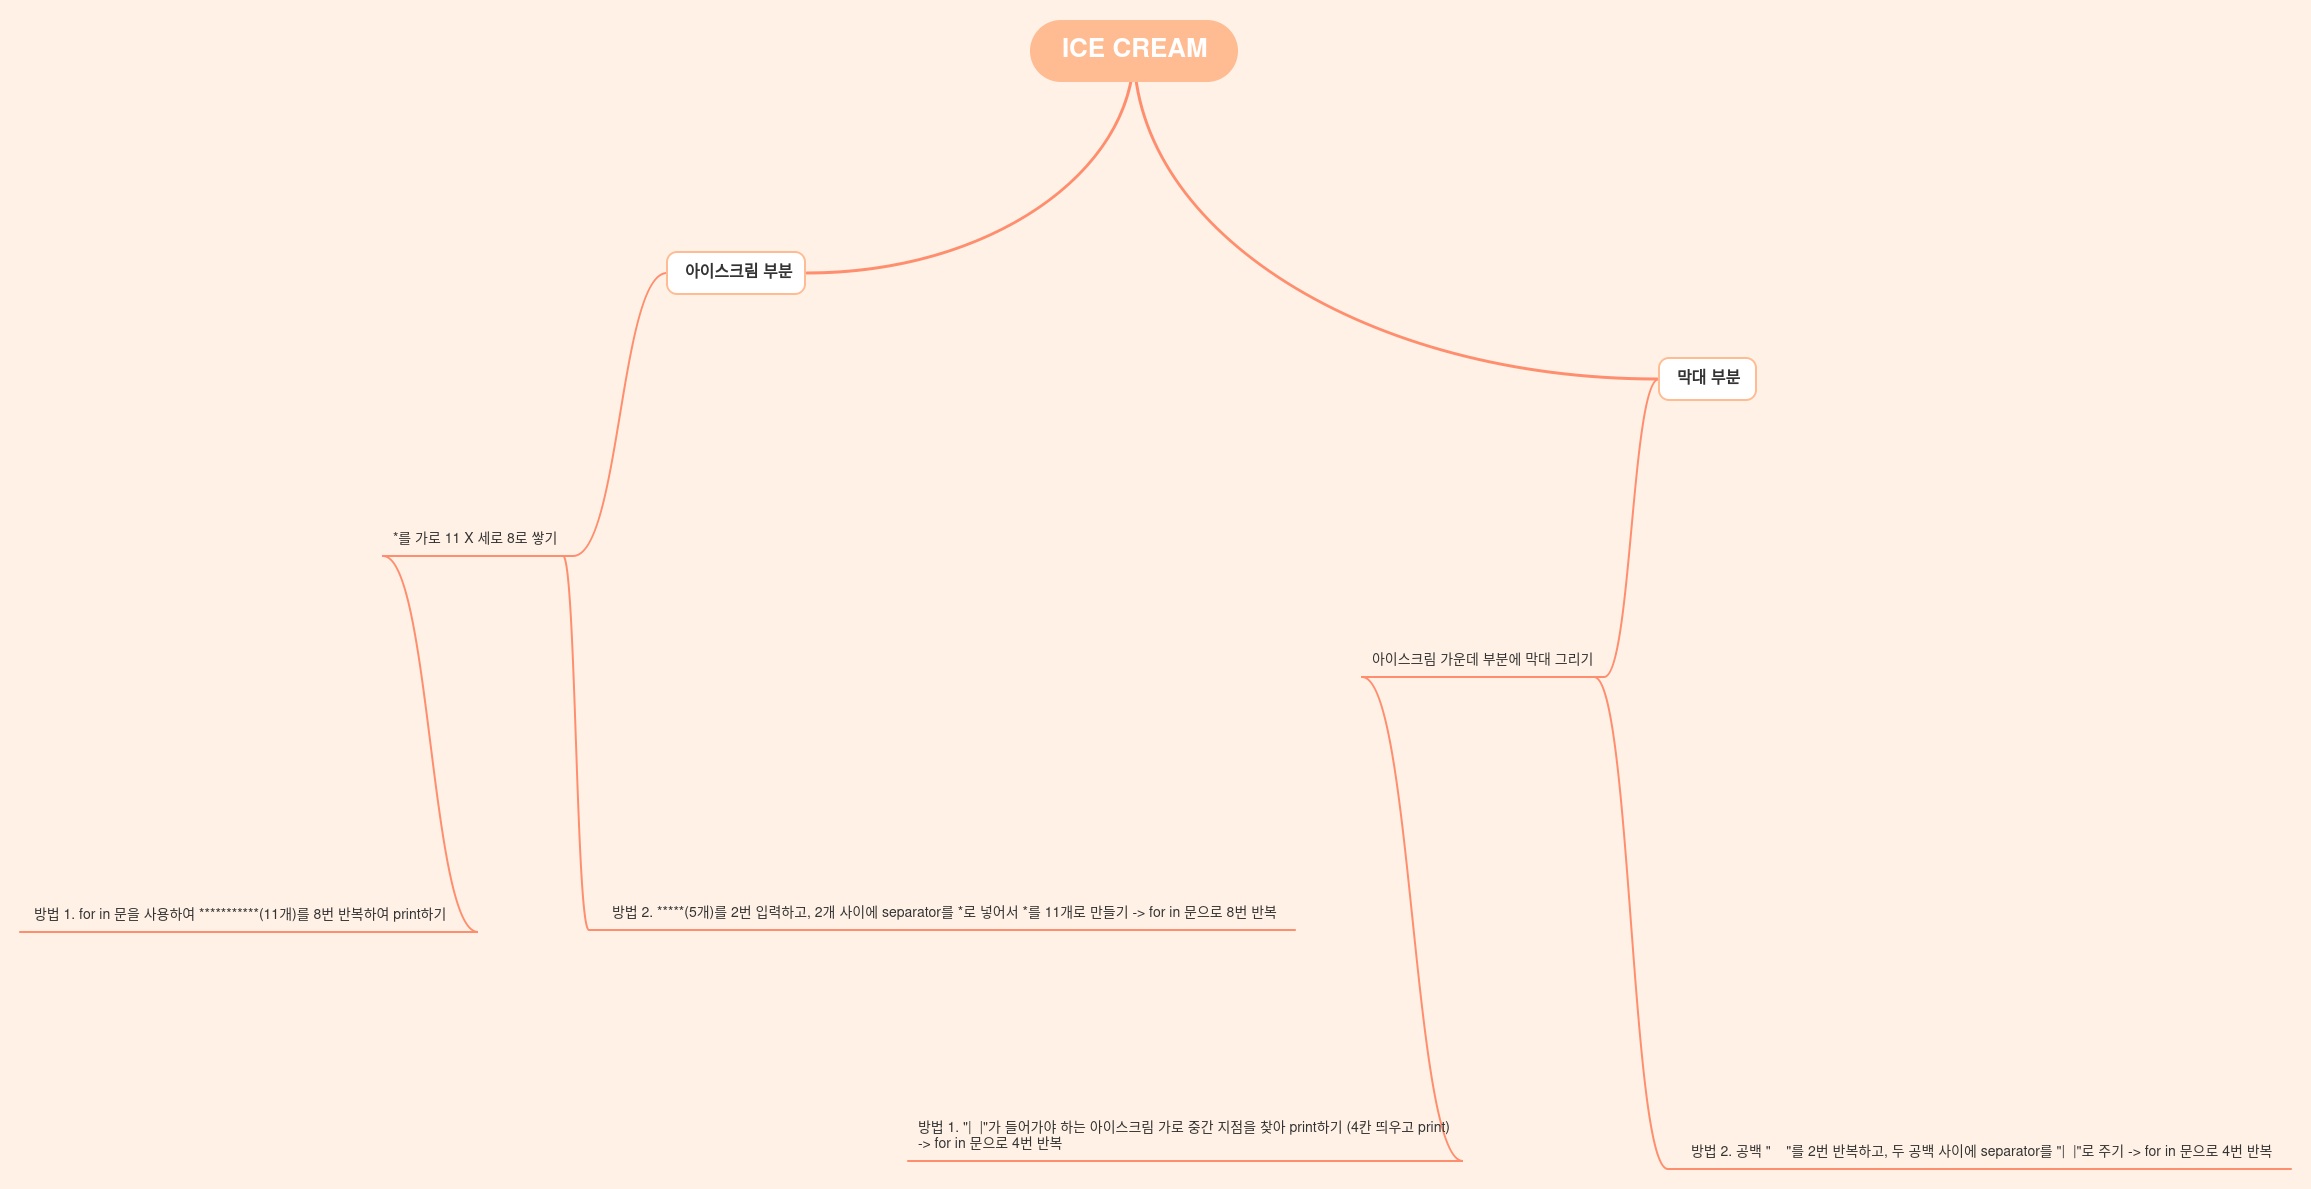 ICE CREAM
아이스크림 부분
막대 부분
*를 가로 11 X 세로 8로 쌓기
아이스크림 가운데 부분에 막대 그리기
방법 1. for in 문을 사용하여 ***********(11개)를 8번 반복하여 print하기
방법 2. *****(5개)를 2번 입력하고, 2개 사이에 separator를 *로 넣어서 *를 11개로 만들기 -> for in 문으로 8번 반복
방법 1. "|  |"가 들어가야 하는 아이스크림 가로 중간 지점을 찾아 print하기 (4칸 띄우고 print)
-> for in 문으로 4번 반복
방법 2. 공백 "    "를 2번 반복하고, 두 공백 사이에 separator를 "|  |"로 주기 -> for in 문으로 4번 반복